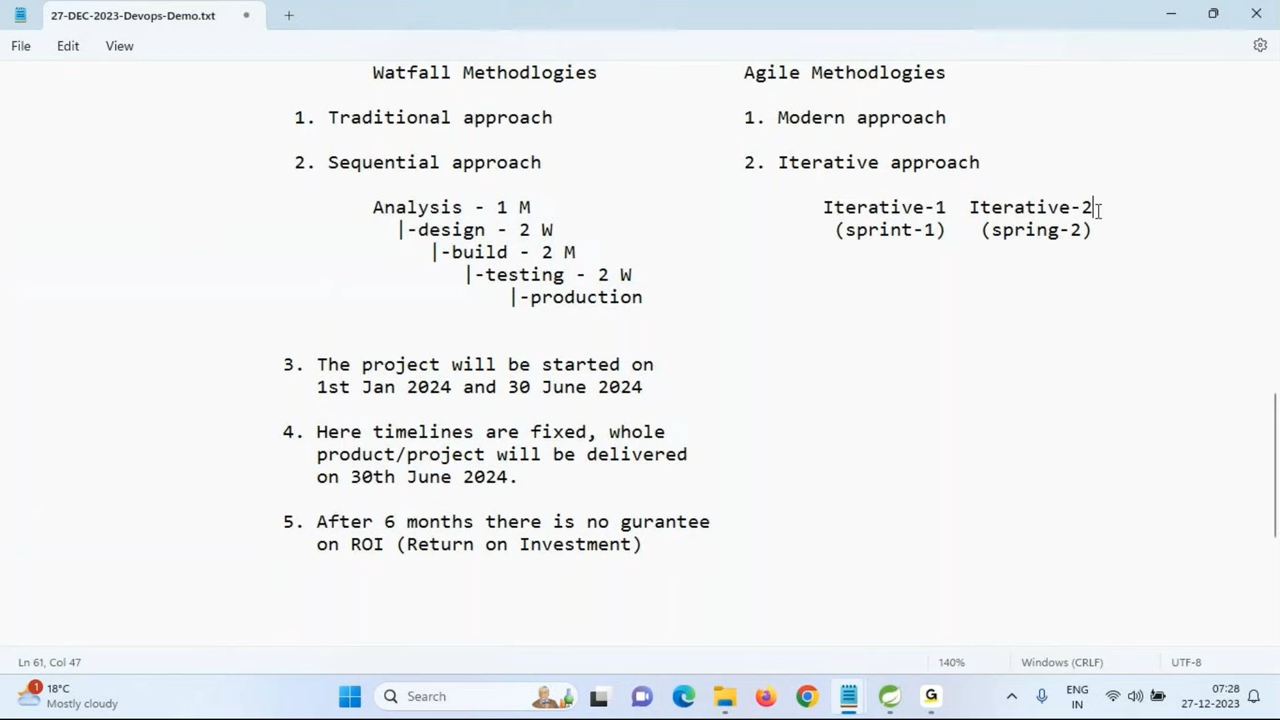 27-DEC-2023-Devops-Demo.txt
File Edit View
Watfall Methodlogies Agile Methodlogies
1. Traditional approach 1. Modern approach
2. Sequential approach 2. Iterative approach
Analysis - 1 M Iterative-1 Iterative-2
|-design - 2 W (sprint-1) (spring-2)
|-build - 2 M
|-testing - 2 W
|-production
3. The project will be started on
1st Jan 2024 and 30 June 2024
4. Here timelines are fixed, whole
product/project will be delivered
on 30th June 2024.
5. After 6 months there is no gurantee
on ROI (Return on Investment)
Ln 61, Col 47 140% Windows (CRLF) UTF-8
1 18°C Search G ENG 07:28
Mostly cloudy IN 27-12-2023